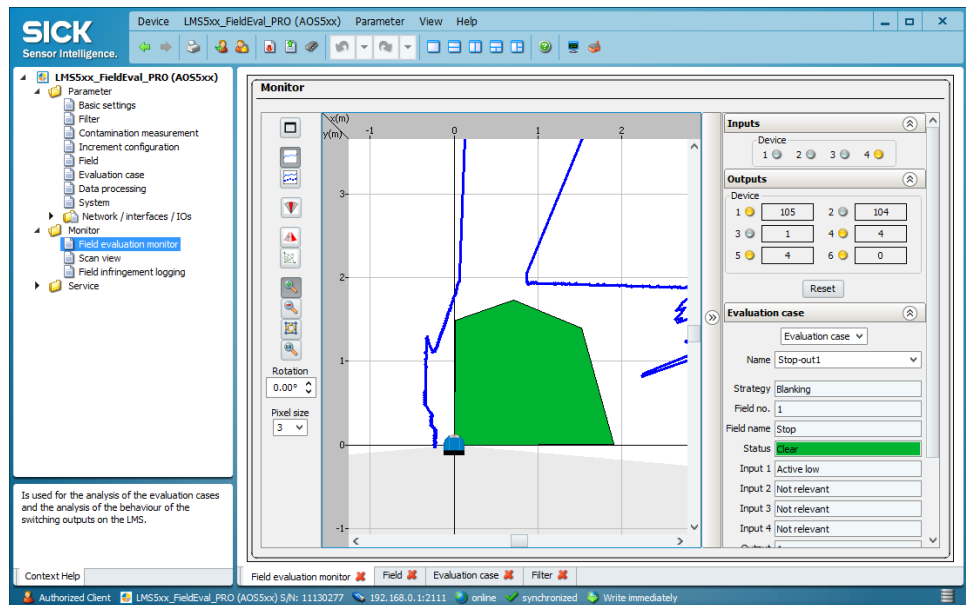 SICK
Sensor Intelligence.
Device LMS5xx_FieldEval_PRO (AOS5xx) Parameter View Help
LMS5xx_FieldEval_PRO (AOS5xx)
Parameter
Basic settings
Filter
Contamination measurement
Increment configuration
Field
Evaluation case
Data processing
System
Network / interfaces / IOs
Monitor
Field evaluation monitor
Scan view
Field infringement logging
Service
Is used for the analysis of the evaluation cases
and the analysis of the behaviour of the
switching outputs on the LMS.
Context Help
Monitor
x(m)
y(m)
-1 0 1 2
3
2
1
0
-1
Rotation
0.00°
Pixel size
3
Inputs
Device
1 2 3 4
Outputs
Device
1 105 2 104
3 1 4 4
5 4 6 0
Reset
Evaluation case
Evaluation case
Name Stop-out1
Strategy Blanking
Field no. 1
Field name Stop
Status Clear
Input 1 Active low
Input 2 Not relevant
Input 3 Not relevant
Input 4 Not relevant
Field evaluation monitor Field Evaluation case Filter
Authorized Client LMS5xx_FieldEval_PRO (AOS5xx) S/N: 11130277 192.168.0.1:2111 online synchronized Write immediately